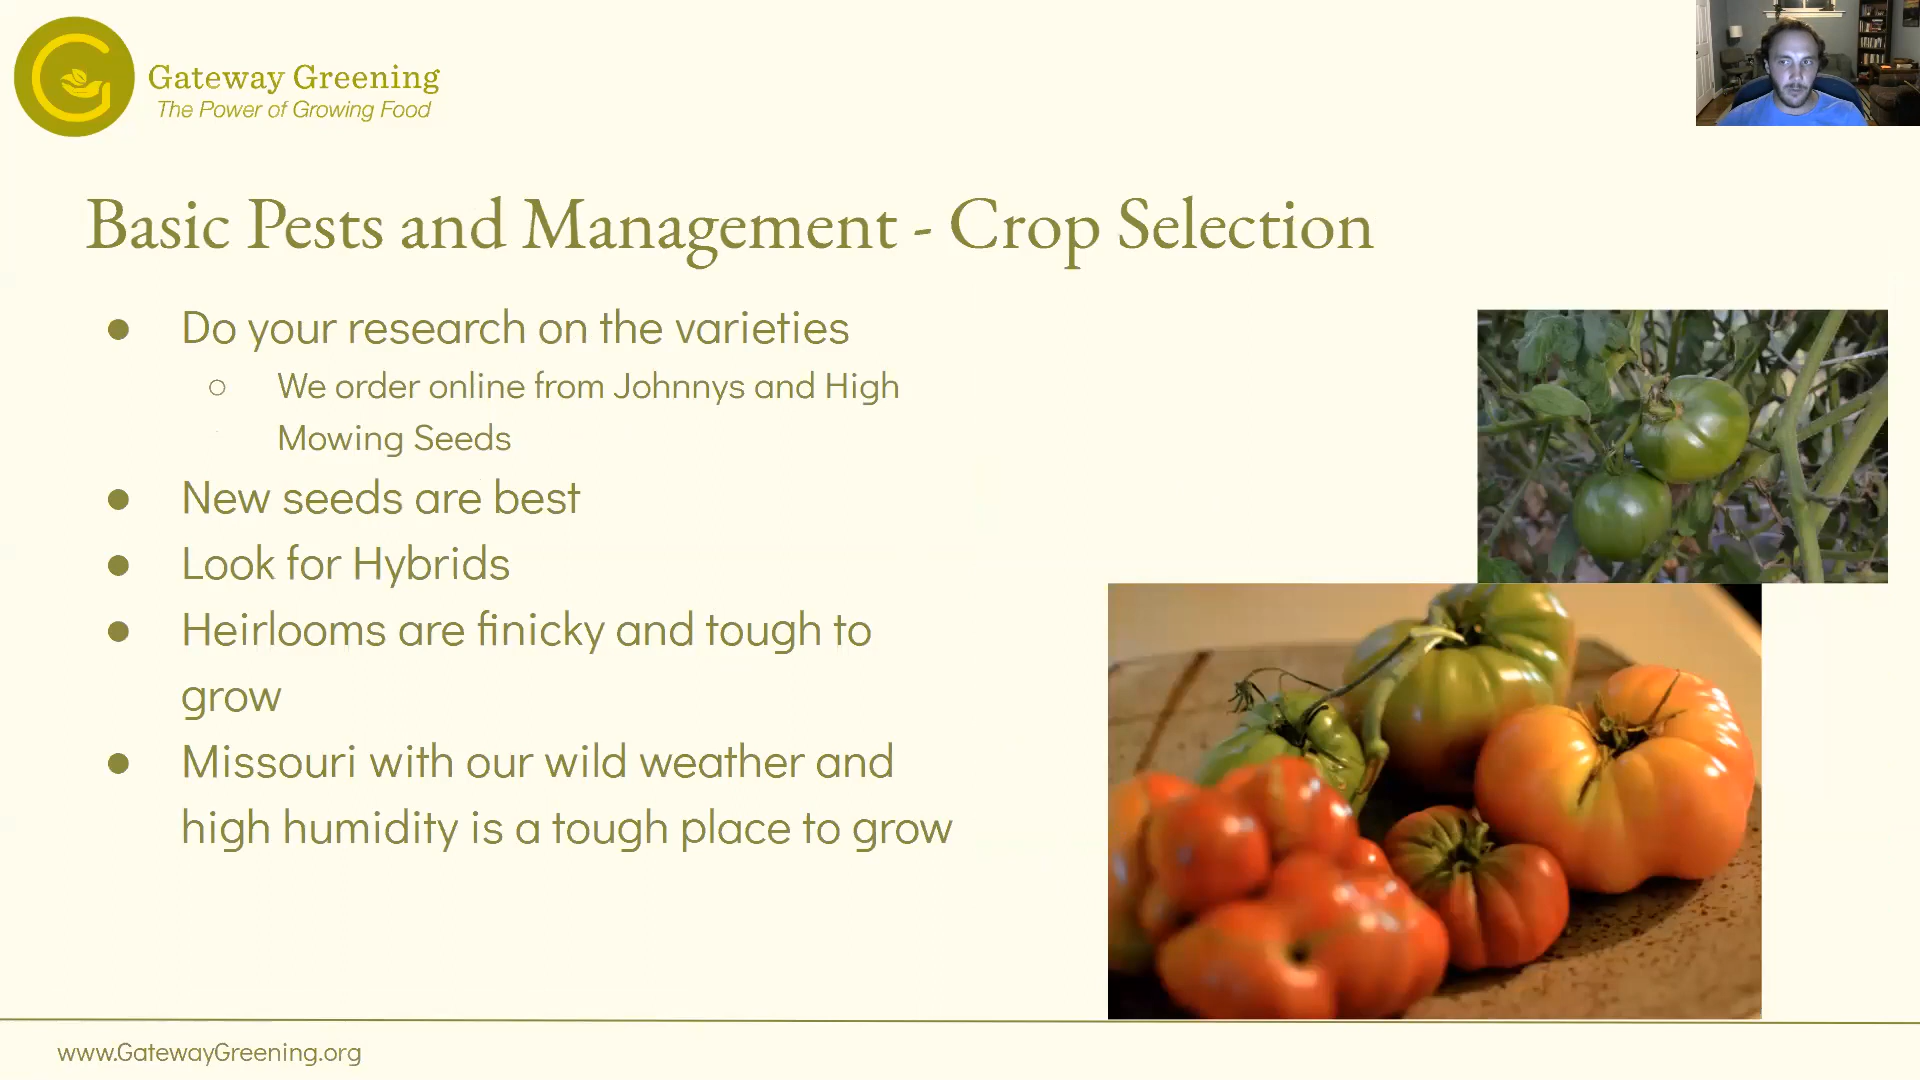 Gateway Greening
The Power of Growing Food
Basic Pests and Management - Crop Selection
● Do your research on the varieties
○ We order online from Johnnys and High
Mowing Seeds
● New seeds are best
● Look for Hybrids
● Heirlooms are finicky and tough to
grow
● Missouri with our wild weather and
high humidity is a tough place to grow
www.GatewayGreening.org